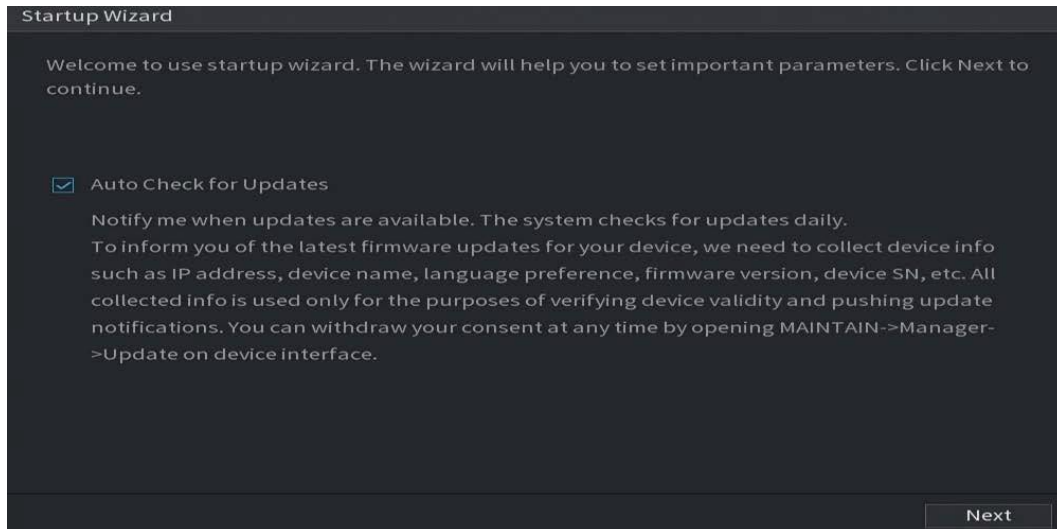 Startup Wizard
Welcome to use startup wizard. The wizard will help you to set important parameters. Click Next to
continue.
Auto Check for Updates
Notify me when updates are available. The system checks for updates daily.
To inform you of the latest firmware updates for your device, we need to collect device info
such as IP address, device name, language preference, firmware version, device SN, etc. All
collected info is used only for the purposes of verifying device validity and pushing update
notifications. You can withdraw your consent at any time by opening MAINTAIN->Manager-
>Update on device interface.
Next